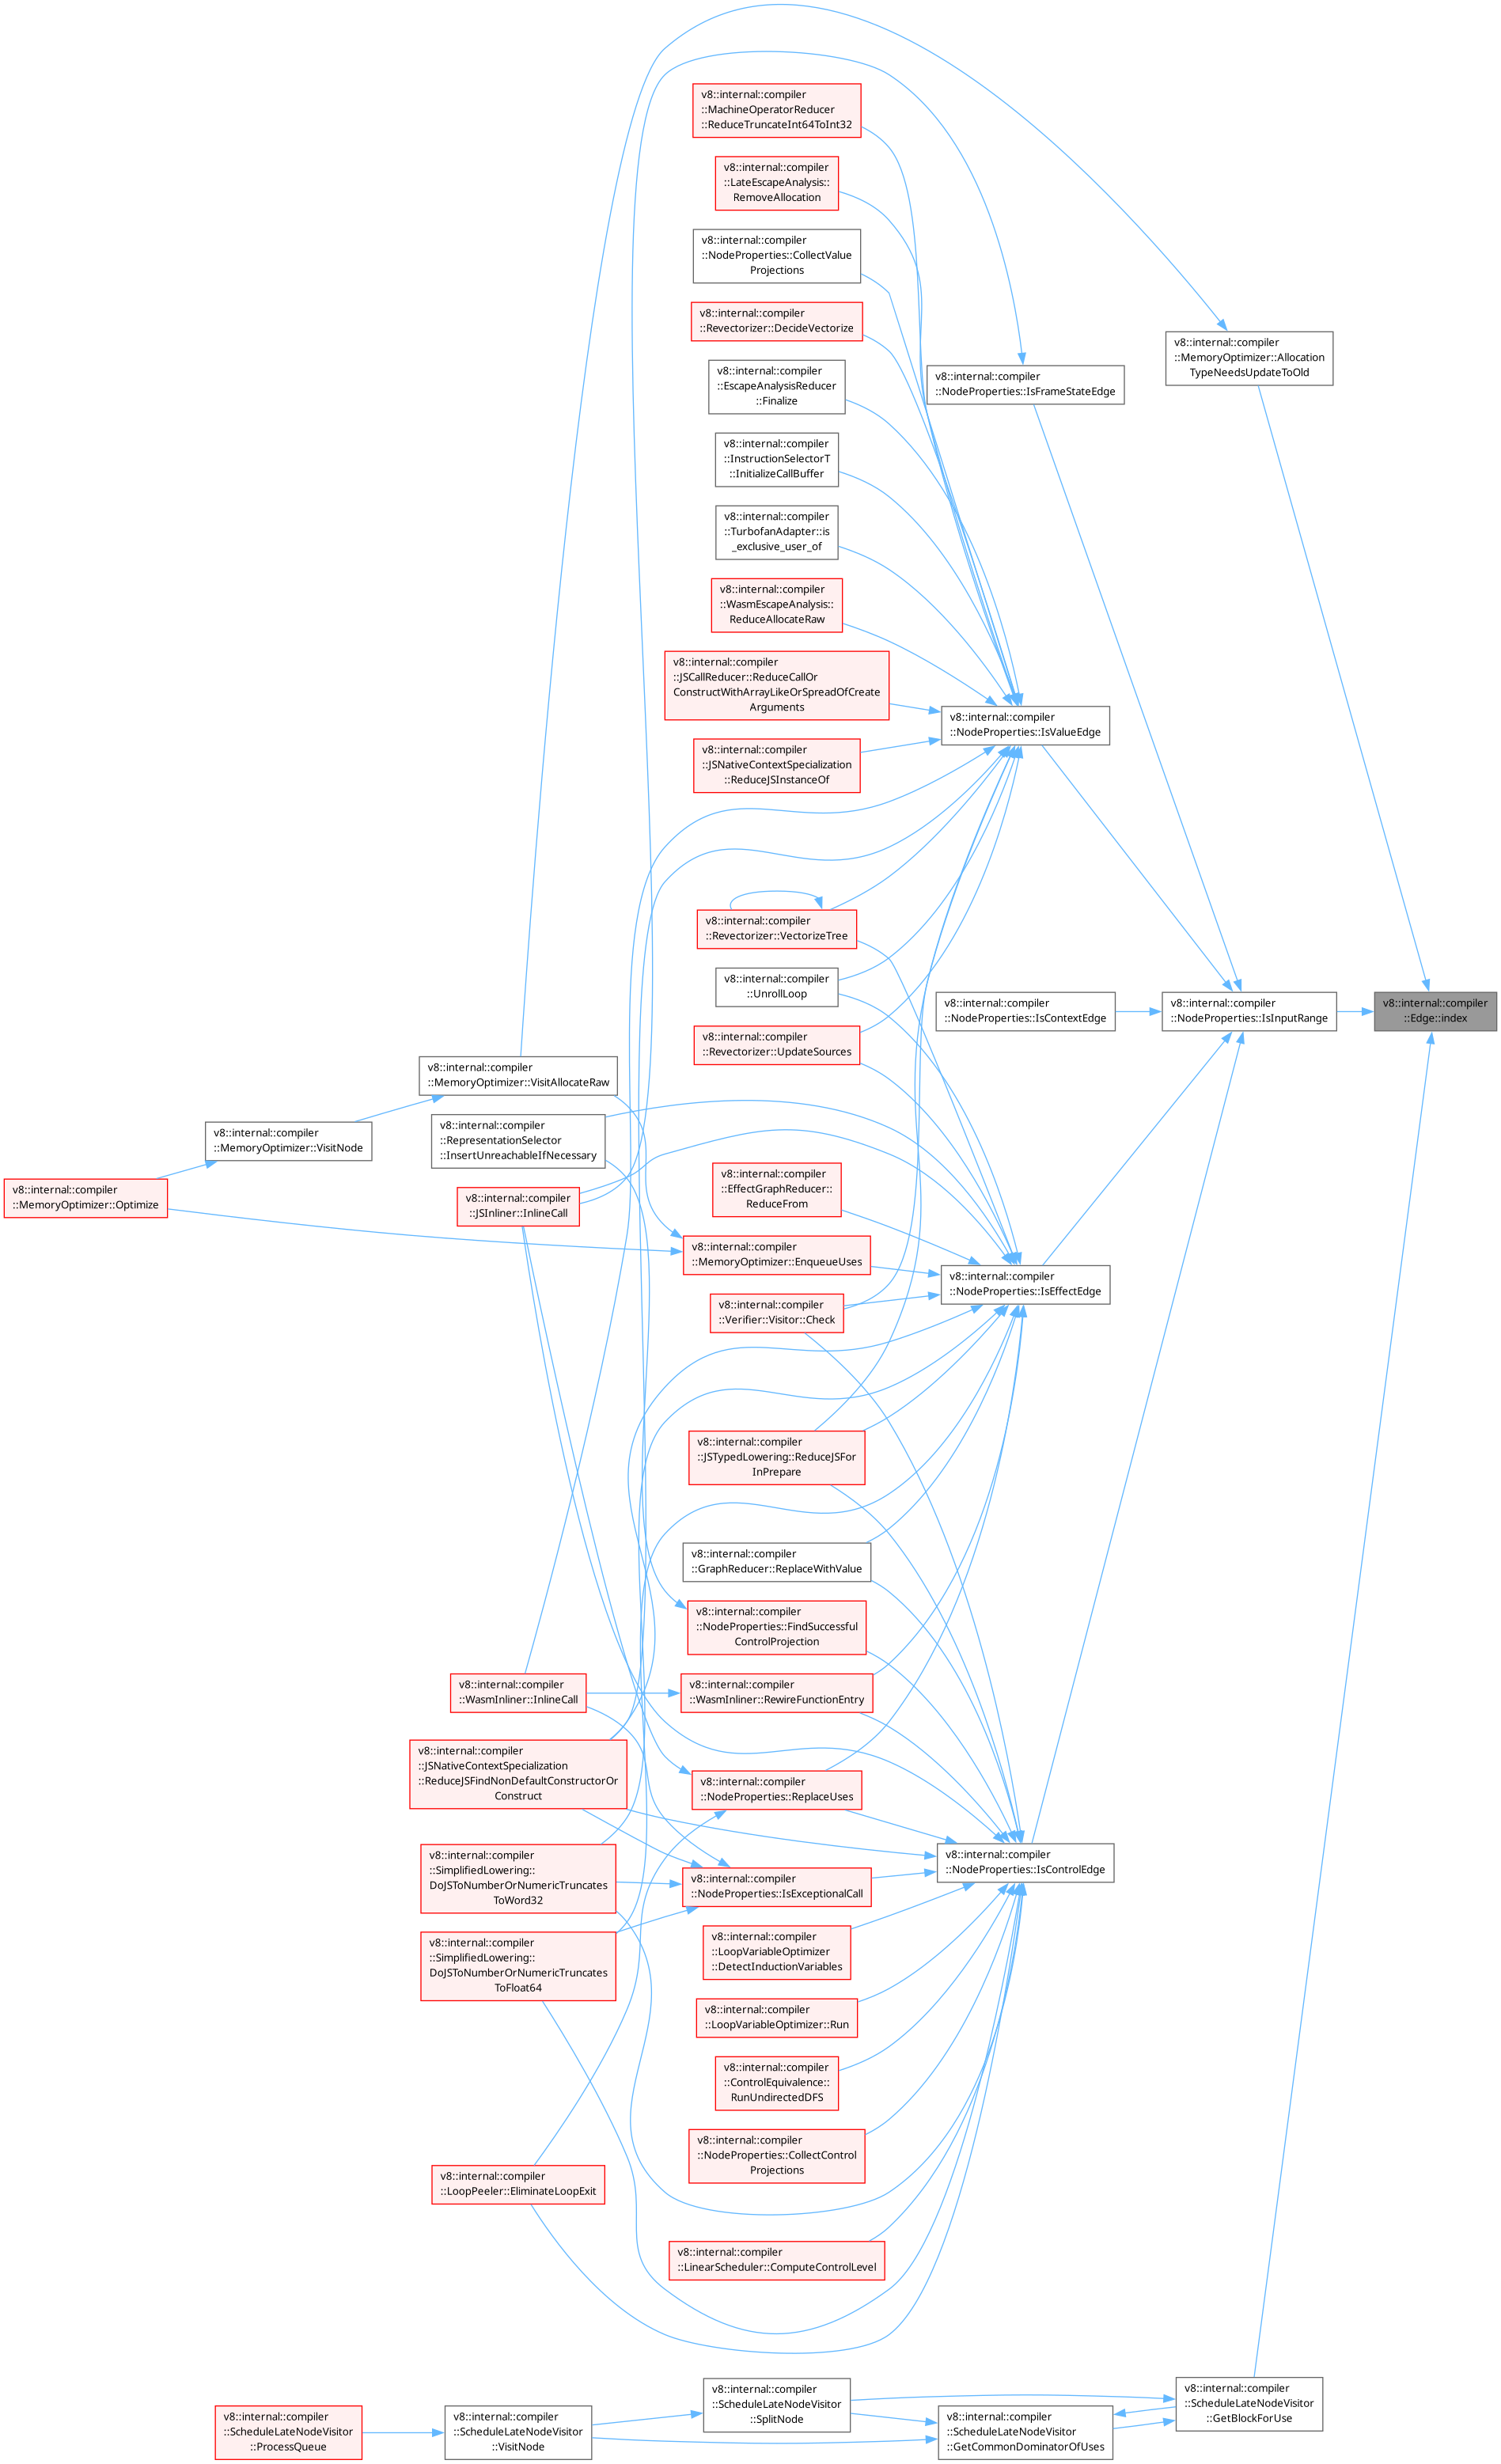 v8::internal::compiler
::MachineOperatorReducer
::ReduceTruncateInt64ToInt32
v8::internal::compiler
::LateEscapeAnalysis::
RemoveAllocation
v8::internal::compiler
::NodeProperties::CollectValue
Projections
v8::internal::compiler
::Revectorizer::DecideVectorize
v8::internal::compiler
::MemoryOptimizer::Allocation
TypeNeedsUpdateToOld
v8::internal::compiler
::EscapeAnalysisReducer
::Finalize
v8::internal::compiler
::NodeProperties::IsFrameStateEdge
v8::internal::compiler
::InstructionSelectorT
::InitializeCallBuffer
v8::internal::compiler
::TurbofanAdapter::is
_exclusive_user_of
v8::internal::compiler
::WasmEscapeAnalysis::
ReduceAllocateRaw
v8::internal::compiler
::JSCallReducer::ReduceCallOr
ConstructWithArrayLikeOrSpreadOfCreate
Arguments
v8::internal::compiler
::NodeProperties::IsValueEdge
v8::internal::compiler
::JSNativeContextSpecialization
::ReduceJSInstanceOf
v8::internal::compiler
::Revectorizer::VectorizeTree
v8::internal::compiler
::UnrollLoop
v8::internal::compiler
::NodeProperties::IsContextEdge
v8::internal::compiler
::NodeProperties::IsInputRange
v8::internal::compiler
::Edge::index
v8::internal::compiler
::Revectorizer::UpdateSources
v8::internal::compiler
::MemoryOptimizer::VisitAllocateRaw
v8::internal::compiler
::MemoryOptimizer::VisitNode
v8::internal::compiler
::RepresentationSelector
::InsertUnreachableIfNecessary
v8::internal::compiler
::MemoryOptimizer::Optimize
v8::internal::compiler
::JSInliner::InlineCall
v8::internal::compiler
::EffectGraphReducer::
ReduceFrom
v8::internal::compiler
::MemoryOptimizer::EnqueueUses
v8::internal::compiler
::NodeProperties::IsEffectEdge
v8::internal::compiler
::Verifier::Visitor::Check
v8::internal::compiler
::JSTypedLowering::ReduceJSFor
InPrepare
v8::internal::compiler
::GraphReducer::ReplaceWithValue
v8::internal::compiler
::NodeProperties::FindSuccessful
ControlProjection
v8::internal::compiler
::WasmInliner::InlineCall
v8::internal::compiler
::WasmInliner::RewireFunctionEntry
v8::internal::compiler
::JSNativeContextSpecialization
::ReduceJSFindNonDefaultConstructorOr
Construct
v8::internal::compiler
::NodeProperties::ReplaceUses
v8::internal::compiler
::NodeProperties::IsControlEdge
v8::internal::compiler
::SimplifiedLowering::
DoJSToNumberOrNumericTruncates
ToWord32
v8::internal::compiler
::NodeProperties::IsExceptionalCall
v8::internal::compiler
::SimplifiedLowering::
DoJSToNumberOrNumericTruncates
ToFloat64
v8::internal::compiler
::LoopVariableOptimizer
::DetectInductionVariables
v8::internal::compiler
::LoopVariableOptimizer::Run
v8::internal::compiler
::ControlEquivalence::
RunUndirectedDFS
v8::internal::compiler
::NodeProperties::CollectControl
Projections
v8::internal::compiler
::LoopPeeler::EliminateLoopExit
v8::internal::compiler
::LinearScheduler::ComputeControlLevel
v8::internal::compiler
::ScheduleLateNodeVisitor
::GetBlockForUse
v8::internal::compiler
::ScheduleLateNodeVisitor
::SplitNode
v8::internal::compiler
::ScheduleLateNodeVisitor
::ProcessQueue
v8::internal::compiler
::ScheduleLateNodeVisitor
::VisitNode
v8::internal::compiler
::ScheduleLateNodeVisitor
::GetCommonDominatorOfUses